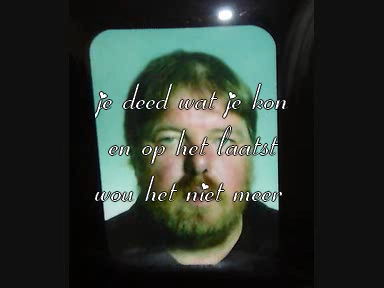 je deed wat je kon
en op het laatst
wou het niet meer